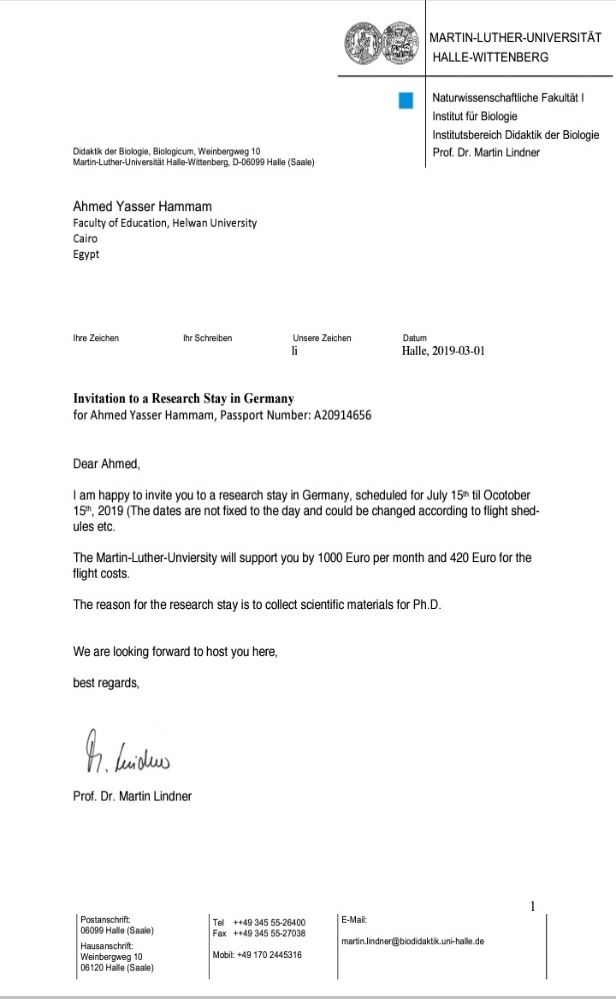 MARTIN-LUTHER-UNIVERSITÄT
HALLE-WITTENBERG
Naturwissenschaftliche Fakultät I
Institut für Biologie
Institutsbereich Didaktik der Biologie
Prof. Dr. Martin Lindner
Didaktik der Biologie, Biologicum, Weinbergweg 10
Martin-Luther-Universität Halle-Wittenberg, D-06099 Halle (Saale)
Ahmed Yasser Hammam
Faculty of Education, Helwan University
Cairo
Egypt
Ihre Zeichen Ihr Schreiben Unsere Zeichen Datum
li Halle, 2019-03-01
Invitation to a Research Stay in Germany
for Ahmed Yasser Hammam, Passport Number: A20914656
Dear Ahmed,
I am happy to invite you to a research stay in Germany, scheduled for July 15th til Ocotober
15th, 2019 (The dates are not fixed to the day and could be changed according to flight shed-
ules etc.
The Martin-Luther-Unviersity will support you by 1000 Euro per month and 420 Euro for the
flight costs.
The reason for the research stay is to collect scientific materials for Ph.D.
We are looking forward to host you here,
best regards,
M. Lindner
Prof. Dr. Martin Lindner
1
Postanschrift:
06099 Halle (Saale)
Hausanschrift:
Weinbergweg 10
06120 Halle (Saale)
Tel ++49 345 55-26400
Fax ++49 345 55-27038
Mobil: +49 170 2445316
E-Mail:
martin.lindner@biodidaktik.uni-halle.de